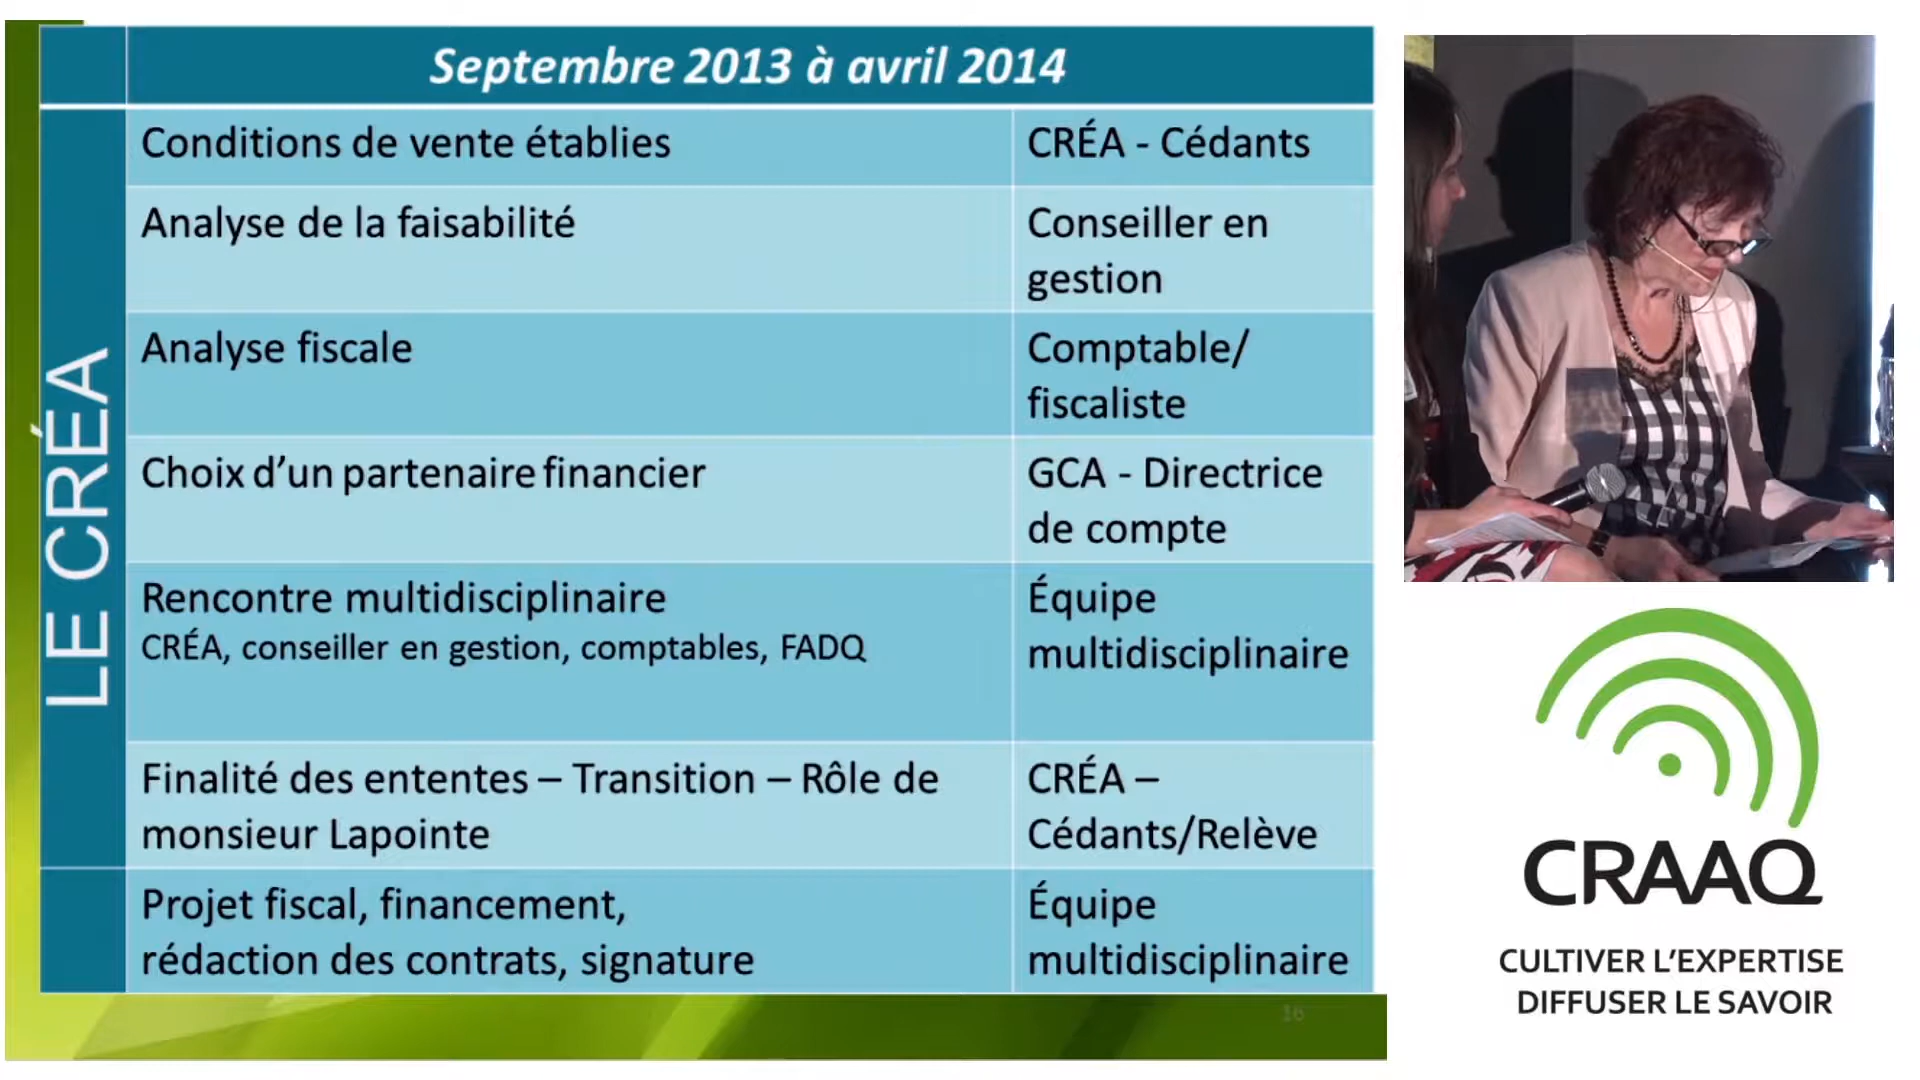 Septembre 2013 à avril 2014
LE CRÉA
Conditions de vente établies
CRÉA - Cédants
Analyse de la faisabilité
Conseiller en
gestion
Analyse fiscale
Comptable/
fiscaliste
Choix d’un partenaire financier
GCA - Directrice
de compte
Rencontre multidisciplinaire
CRÉA, conseiller en gestion, comptables, FADQ
Équipe
multidisciplinaire
Finalité des ententes – Transition – Rôle de
monsieur Lapointe
CRÉA –
Cédants/Relève
Projet fiscal, financement,
rédaction des contrats, signature
Équipe
multidisciplinaire
16
CRAAQ
CULTIVER L’EXPERTISE
DIFFUSER LE SAVOIR